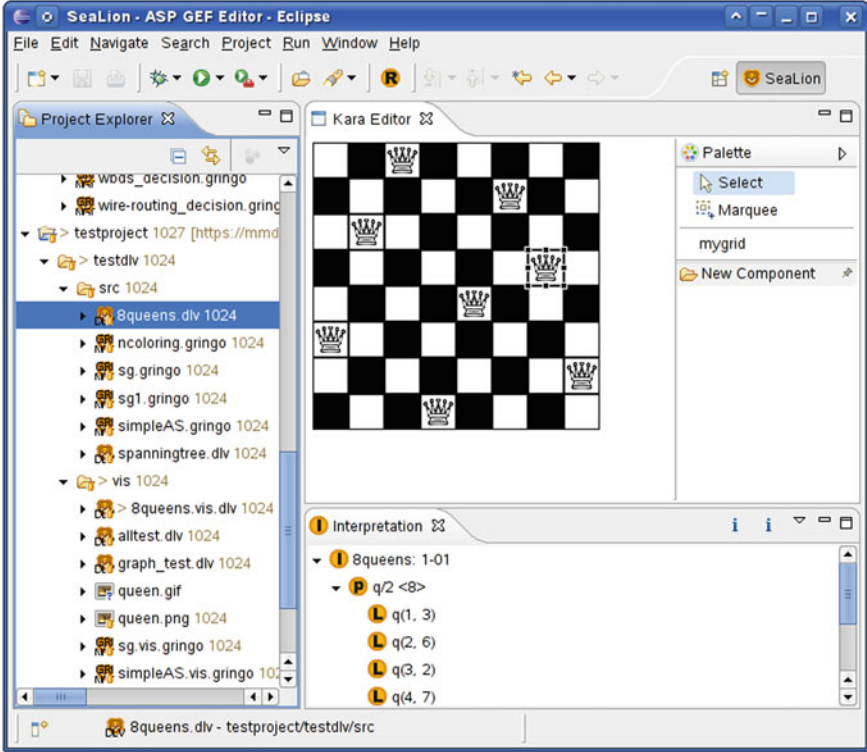 SeaLion - ASP GEF Editor - Eclipse
File Edit Navigate Search Project Run Window Help
SeaLion
Project Explorer
wbds_decision.gringo
wire-routing_decision.gring
> testproject 1027 [https://mmd
> testdlv 1024
src 1024
8queens.dlv 1024
ncoloring.gringo 1024
sg.gringo 1024
sg1.gringo 1024
simpleAS.gringo 1024
spanningtree.dlv 1024
> vis 1024
> 8queens.vis.dlv 1024
alltest.dlv 1024
graph_test.dlv 1024
queen.gif
queen.png 1024
sg.vis.gringo 1024
simpleAS.vis.gringo 102
Kara Editor
Palette
Select
Marquee
mygrid
New Component
Interpretation
8queens: 1-01
q/2 <8>
q(1, 3)
q(2, 6)
q(3, 2)
q(4, 7)
8queens.dlv - testproject/testdlv/src